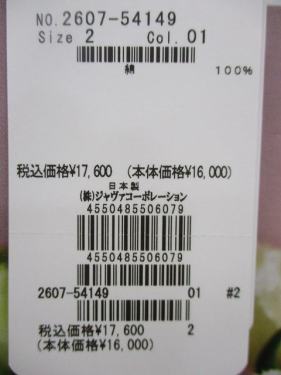 NO.2607-54149
Size 2 Col.01
綿 100%
税込価格¥17,600 (本体価格¥16,000)
日本製
(株)ジャヴァコーポレーション
4550485506079
4550485506079
2607-54149 01 #2
税込価格¥17,600 2
(本体価格¥16,000)